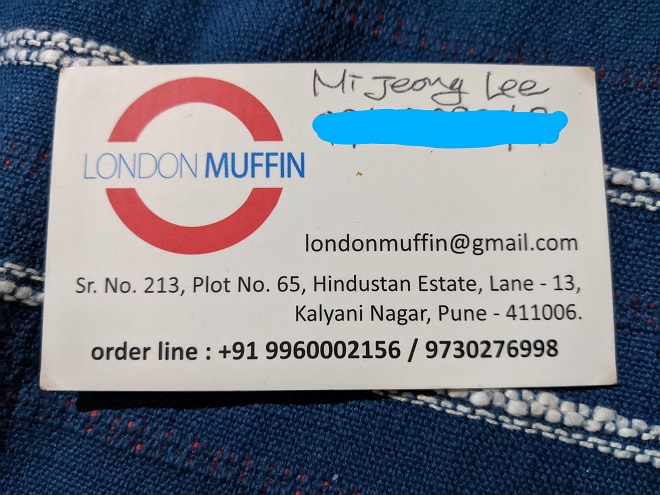 Mi Jeong Lee
LONDON MUFFIN
londonmuffin@gmail.com
Sr. No. 213, Plot No. 65, Hindustan Estate, Lane - 13,
Kalyani Nagar, Pune - 411006.
order line : +91 9960002156 / 9730276998